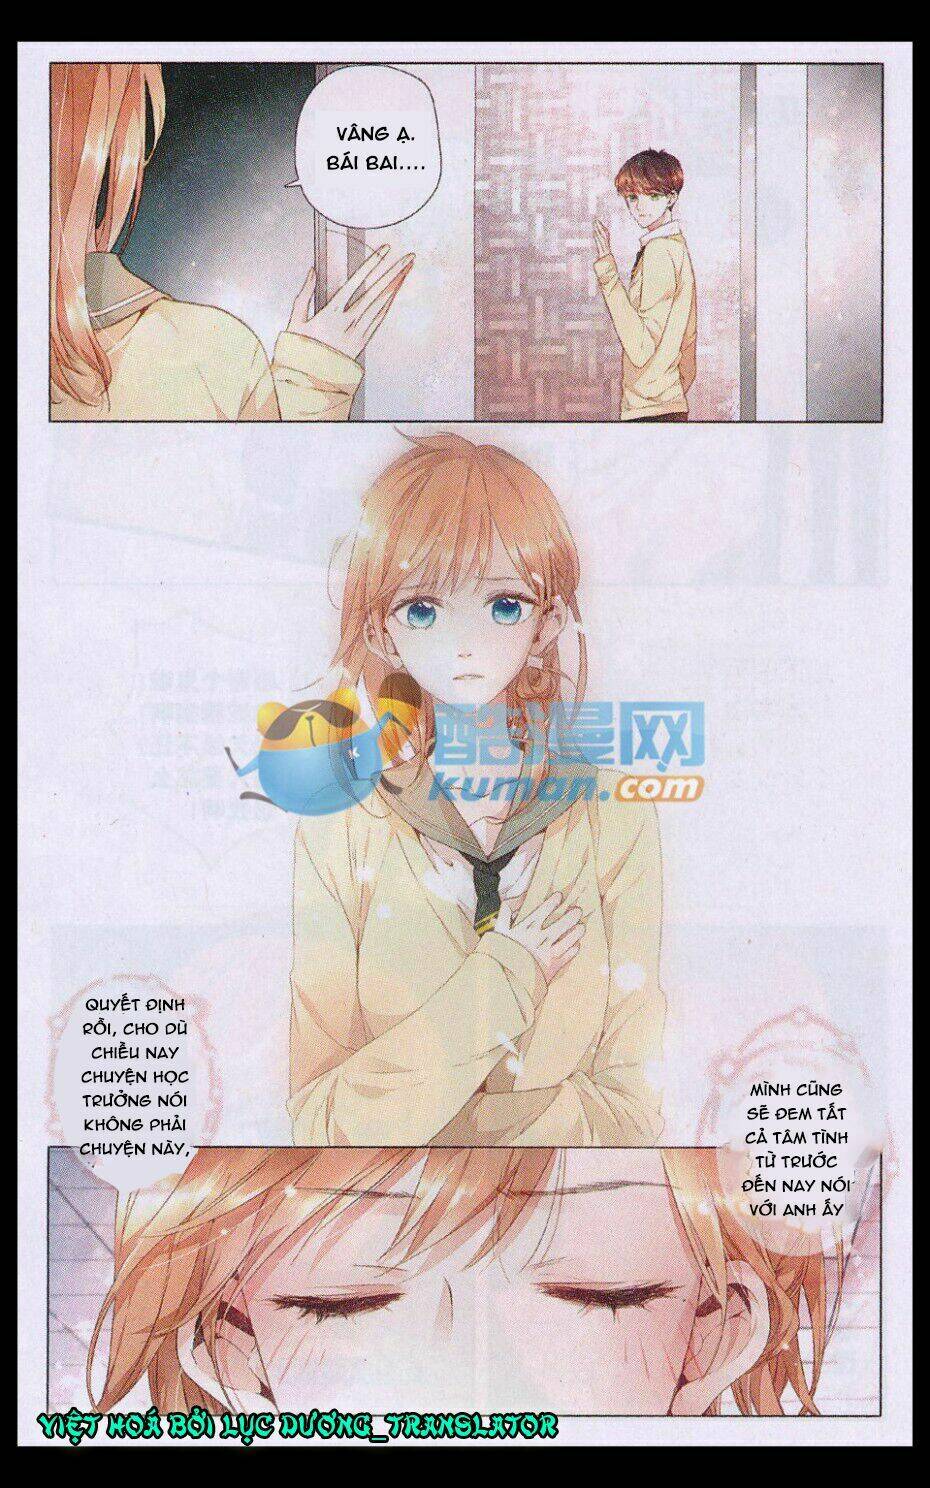 VÂNG Ạ.
BÁI BAI....
酷漫网
kuman.com
QUYẾT ĐỊNH
RỒI, CHO DÙ
CHIỀU NAY
CHUYỆN HỌC
TRƯỞNG NÓI
KHÔNG PHẢI
CHUYỆN NÀY,
MÌNH CŨNG
SẼ ĐEM TẤT
CẢ TÂM TÌNH
TỪ TRƯỚC
ĐẾN NAY NÓI
VỚI ANH ẤY
VIỆT HOÁ BỞI LỤC DƯƠNG_TRANSLATOR